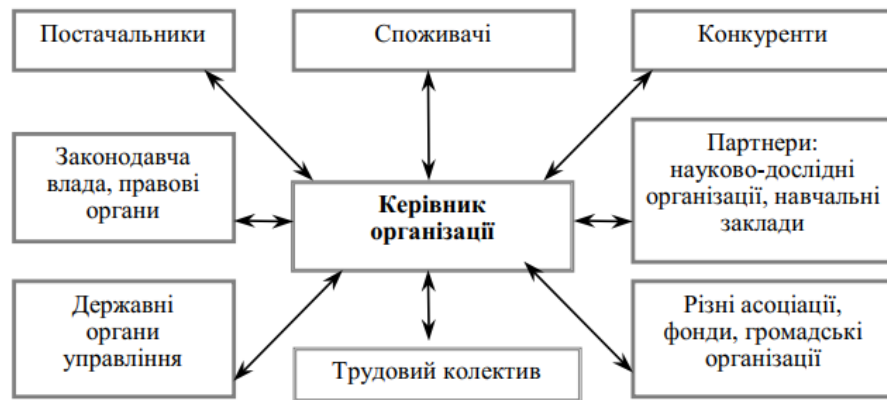 Постачальники
Споживачі
Конкуренти
Законодавча
влада, правові
органи
Керівник
організації
Партнери:
науково-дослідні
організації, навчальні
заклади
Державні
органи
управління
Трудовий колектив
Різні асоціації,
фонди, громадські
організації